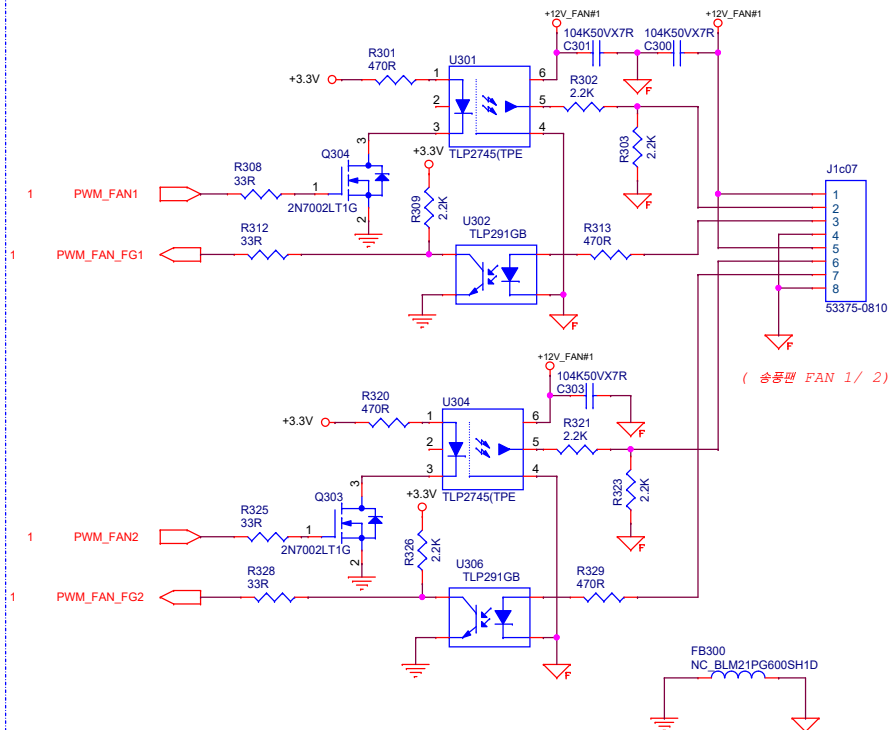 +12V_FAN#1
+12V_FAN#1
104K50VX7R
C301
104K50VX7R
C300
F
R301
470R
+3.3V
U301
1
2
3
6
5
4
TLP2745(TPE
R302
2.2K
R303
2.2K
F
Q304
3
1
2
2N7002LT1G
1
PWM_FAN1
R308
33R
+3.3V
R309
2.2K
U302
TLP291GB
R313
470R
1
PWM_FAN_FG1
R312
33R
F
J1c07
1
2
3
4
5
6
7
8
53375-0810
F
( 송풍팬 FAN 1/ 2)
+12V_FAN#1
104K50VX7R
C303
F
R320
470R
+3.3V
U304
1
2
3
6
5
4
TLP2745(TPE
R321
2.2K
R323
2.2K
F
Q303
3
1
2
2N7002LT1G
1
PWM_FAN2
R325
33R
+3.3V
R326
2.2K
U306
TLP291GB
R329
470R
1
PWM_FAN_FG2
R328
33R
F
FB300
NC_BLM21PG600SH1D